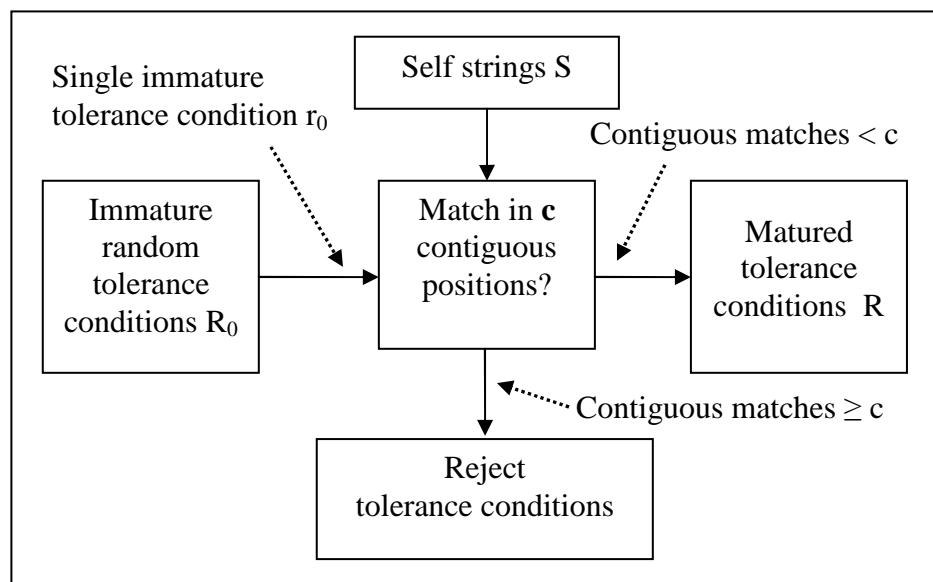 Self strings S
Single immature
tolerance condition r₀
Contiguous matches < c
Immature
random
tolerance
conditions R₀
Match in c
contiguous
positions?
Matured
tolerance
conditions R
Contiguous matches ≥ c
Reject
tolerance conditions